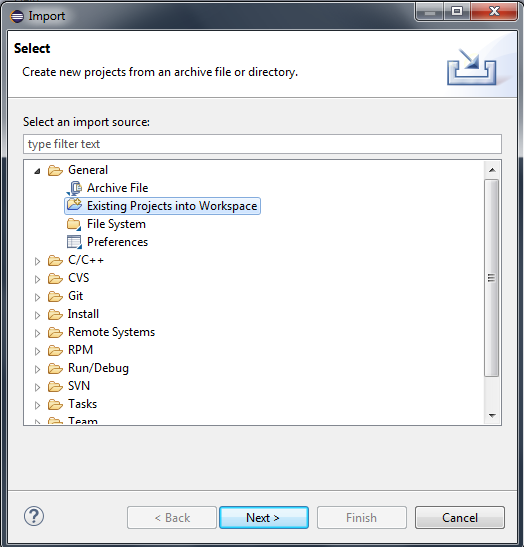 Import
Select
Create new projects from an archive file or directory.
Select an import source:
type filter text
General
Archive File
Existing Projects into Workspace
File System
Preferences
C/C++
CVS
Git
Install
Remote Systems
RPM
Run/Debug
SVN
Tasks
Team
?
< Back
Next >
Finish
Cancel